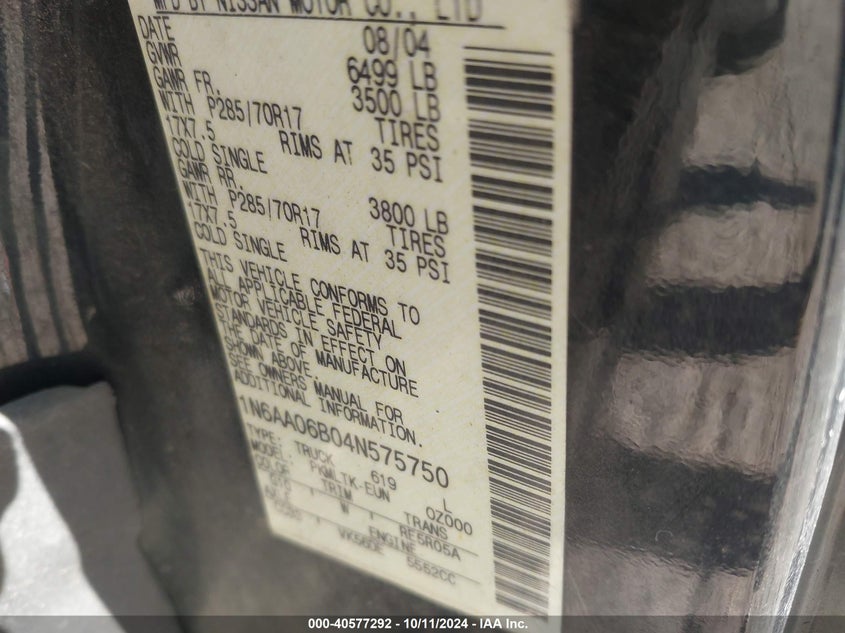 MFD BY NISSAN MOTOR CO., LTD
DATE 08/04
GVWR 6499 LB
GAWR FR. 3500 LB
WITH P285/70R17 TIRES
17X7.5 RIMS AT 35 PSI
COLD SINGLE
GAWR RR. 3800 LB
WITH P285/70R17 TIRES
17X7.5 RIMS AT 35 PSI
COLD SINGLE
THIS VEHICLE CONFORMS TO
ALL APPLICABLE FEDERAL
MOTOR VEHICLE SAFETY
STANDARDS IN EFFECT ON
THE DATE OF MANUFACTURE
SHOWN ABOVE
SEE OWNERS MANUAL FOR
ADDITIONAL INFORMATION.
1N6AA06B04N575750
TYPE: TRUCK 619 L
MODEL: PKMLTK-EUN 0Z000
TRIM TRANS
W RE5R05A
ENGINE
VK56DE 5552CC
000-40577292 - 10/11/2024 - IAA Inc.